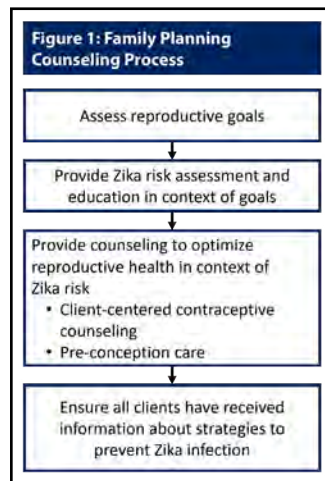 Figure 1: Family Planning
Counseling Process
Assess reproductive goals
Provide Zika risk assessment and
education in context of goals
Provide counseling to optimize
reproductive health in context of
Zika risk
• Client-centered contraceptive
counseling
• Pre-conception care
Ensure all clients have received
information about strategies to
prevent Zika infection